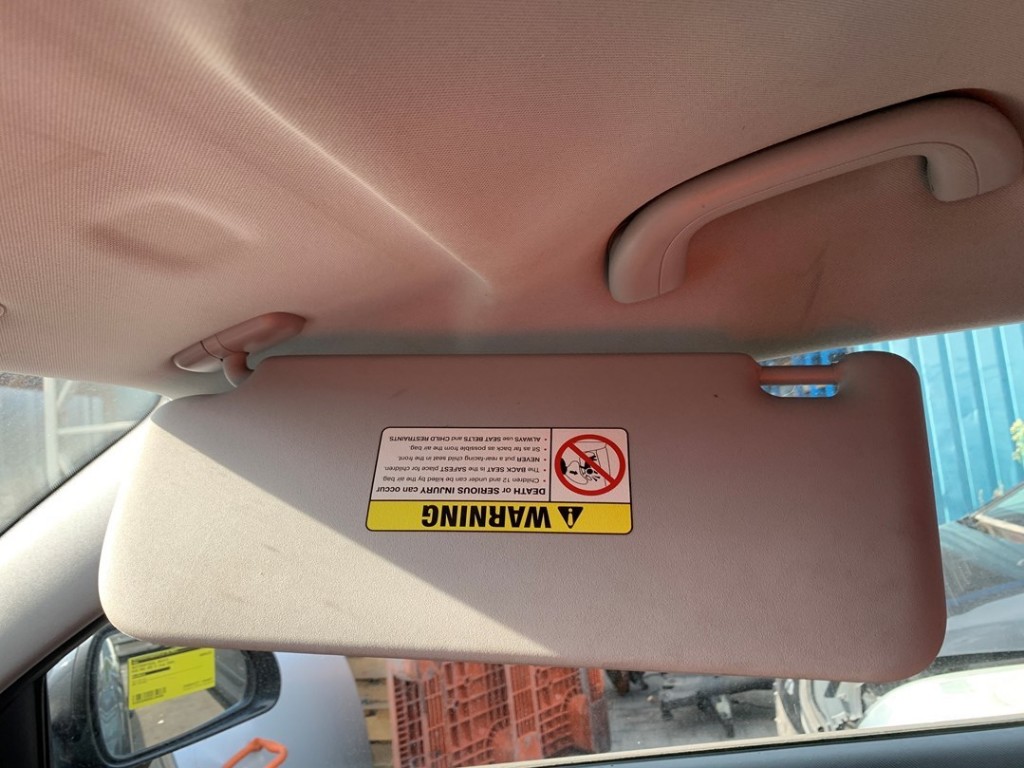 WARNING
DEATH or SERIOUS INJURY can occur
• Children 12 and under can be killed by the air bag
• The BACK SEAT is the SAFEST place for children.
• NEVER put a rear-facing child seat in the front.
• Sit as far back as possible from the air bag.
• ALWAYS use SEAT BELTS and CHILD RESTRAINTS.